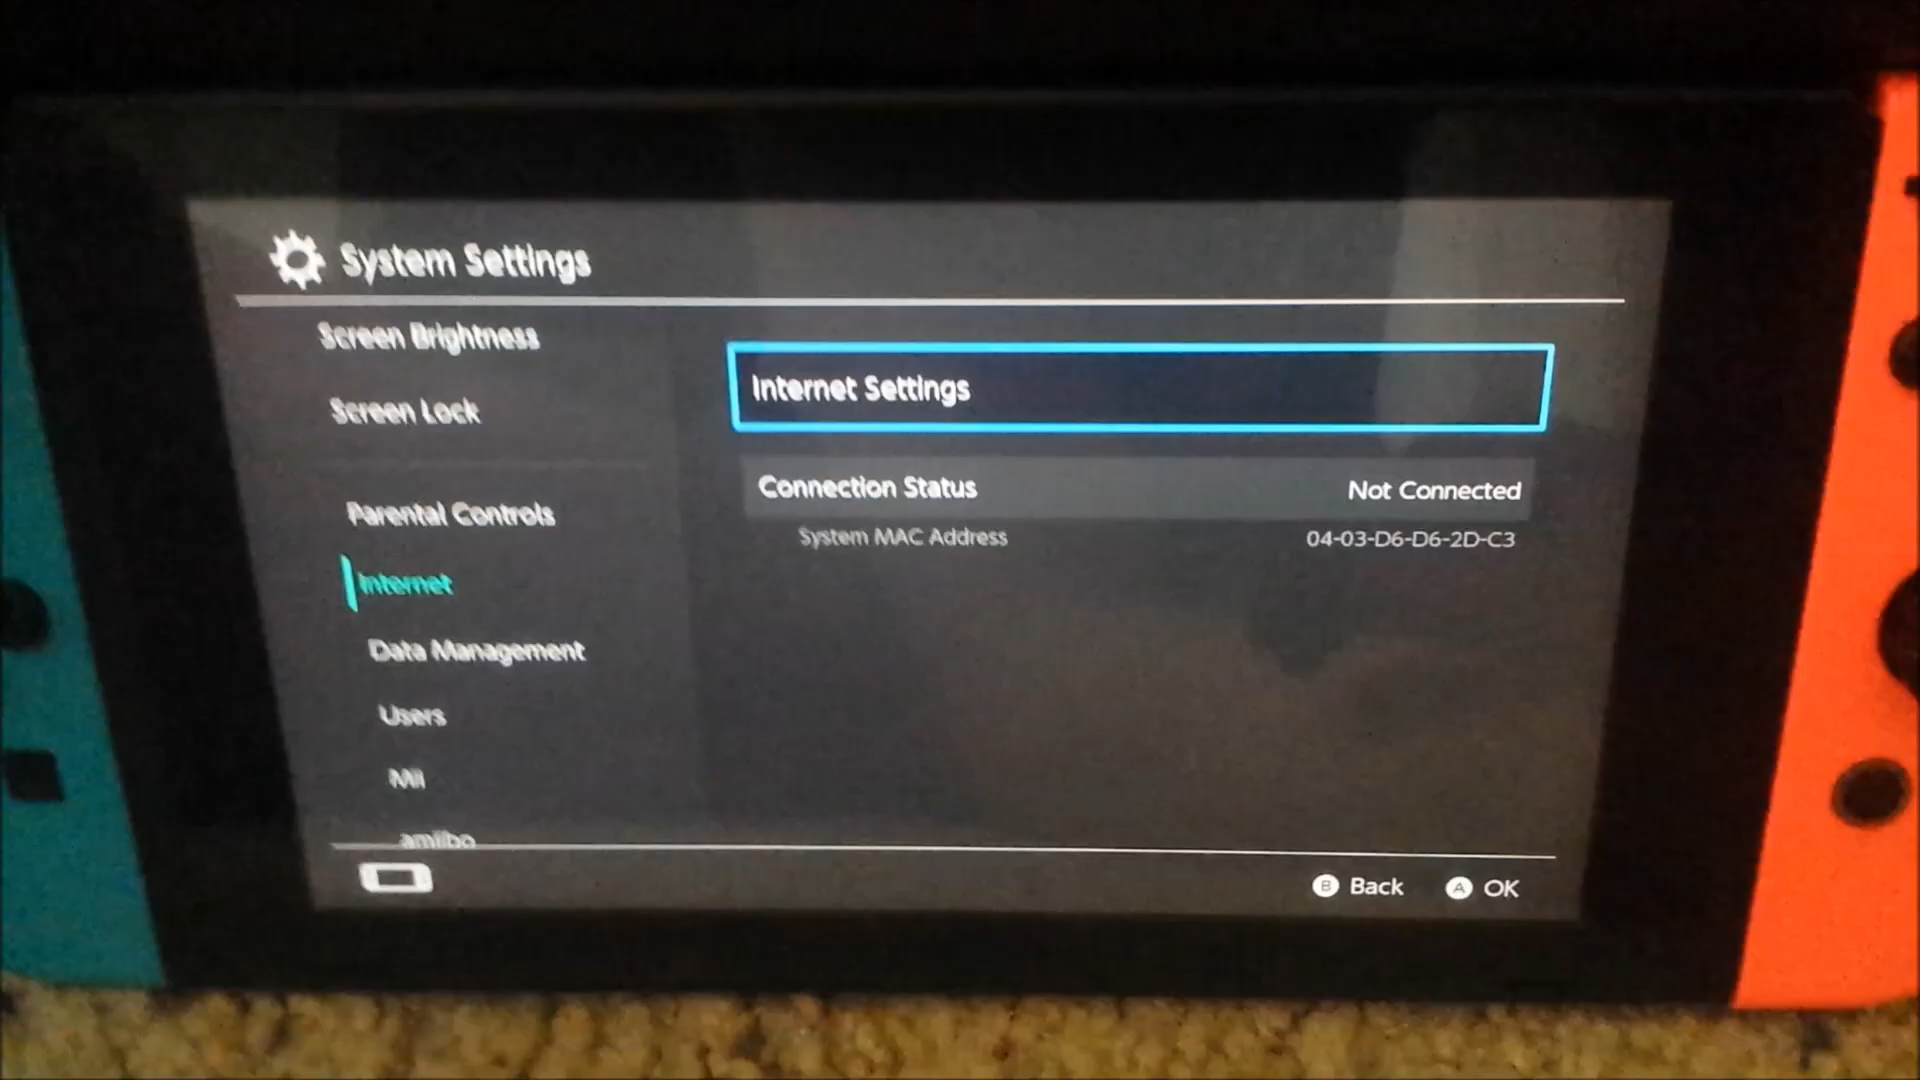 System Settings
Screen Brightness
Screen Lock
Parental Controls
Internet
Data Management
Users
Mii
amiibo
Internet Settings
Connection Status Not Connected
System MAC Address 04-03-D6-D6-2D-C3
B Back A OK